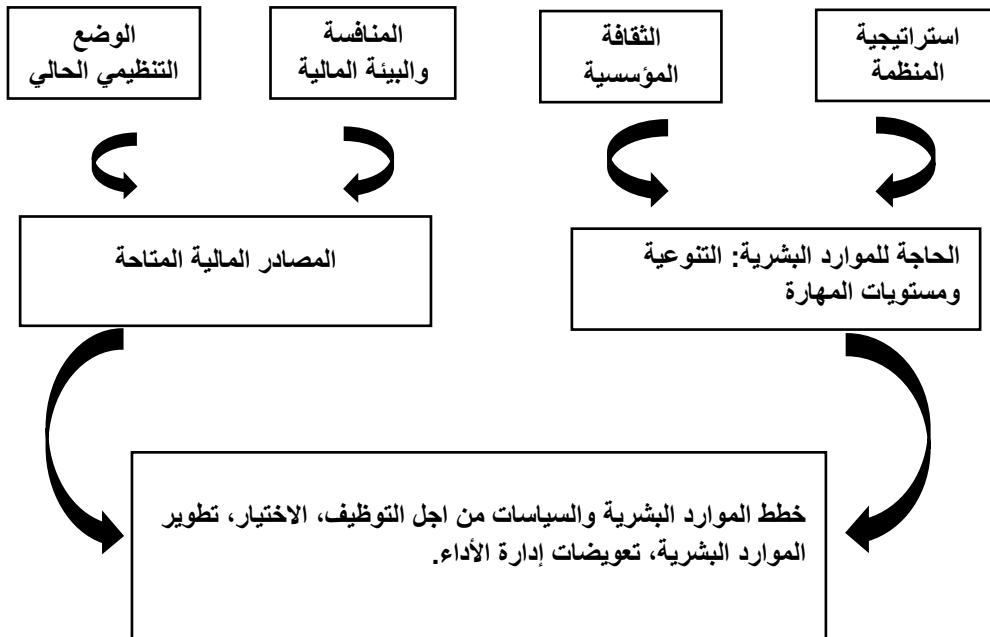 استراتيجية
المنظمة
الثقافة
المؤسسية
المنافسة
والبيئة المالية
الوضع
التنظيمي الحالي
الحاجة للموارد البشرية: التنوعية
ومستويات المهارة
المصادر المالية المتاحة
خطط الموارد البشرية والسياسات من اجل التوظيف، الاختيار، تطوير
الموارد البشرية، تعويضات إدارة الأداء.